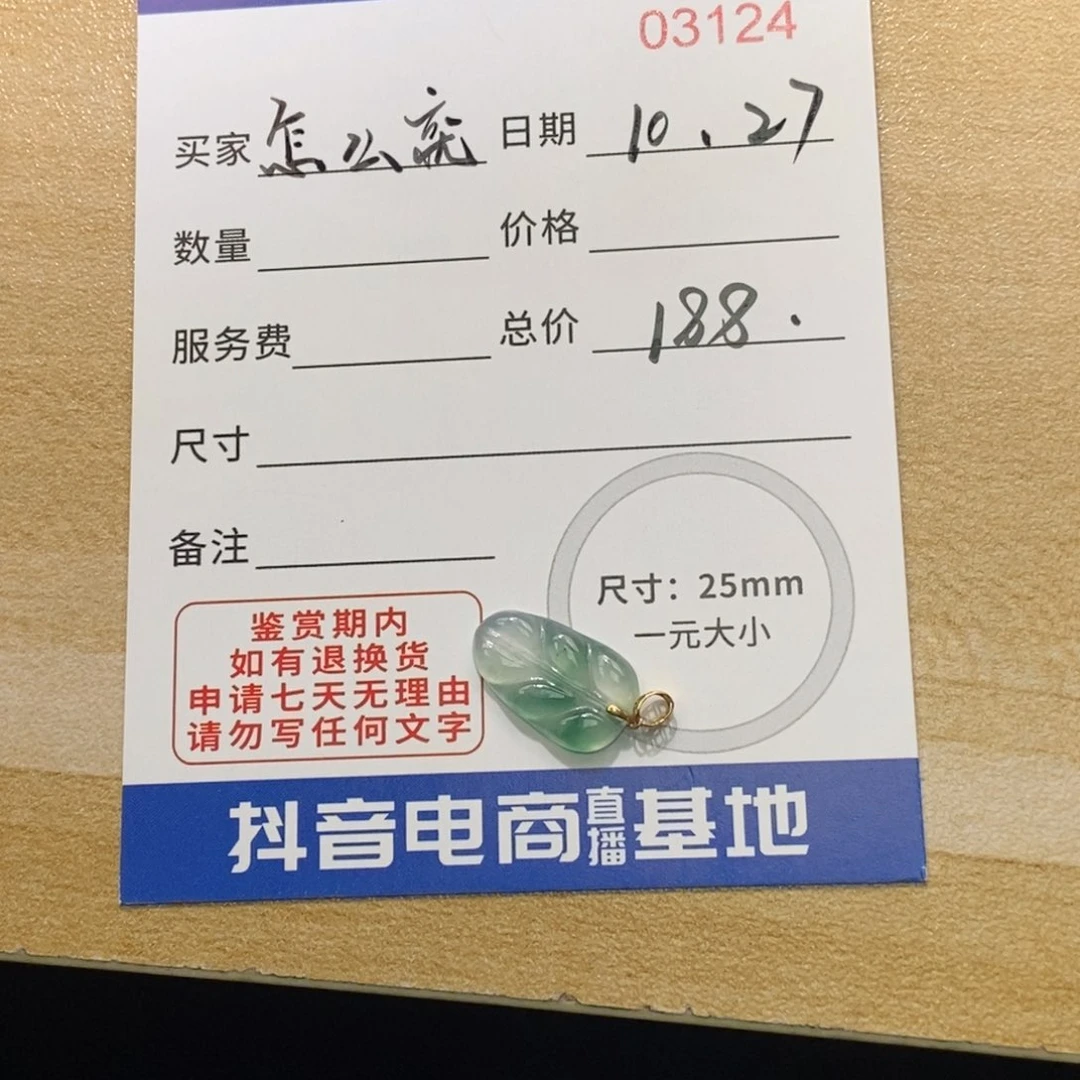 03124
买家 怎么玩 日期 10.27
数量 价格
服务费 总价 188.
尺寸
备注
尺寸：25mm
一元大小
鉴赏期内
如有退换货
申请七天无理由
请勿写任何文字
抖音电商直播基地